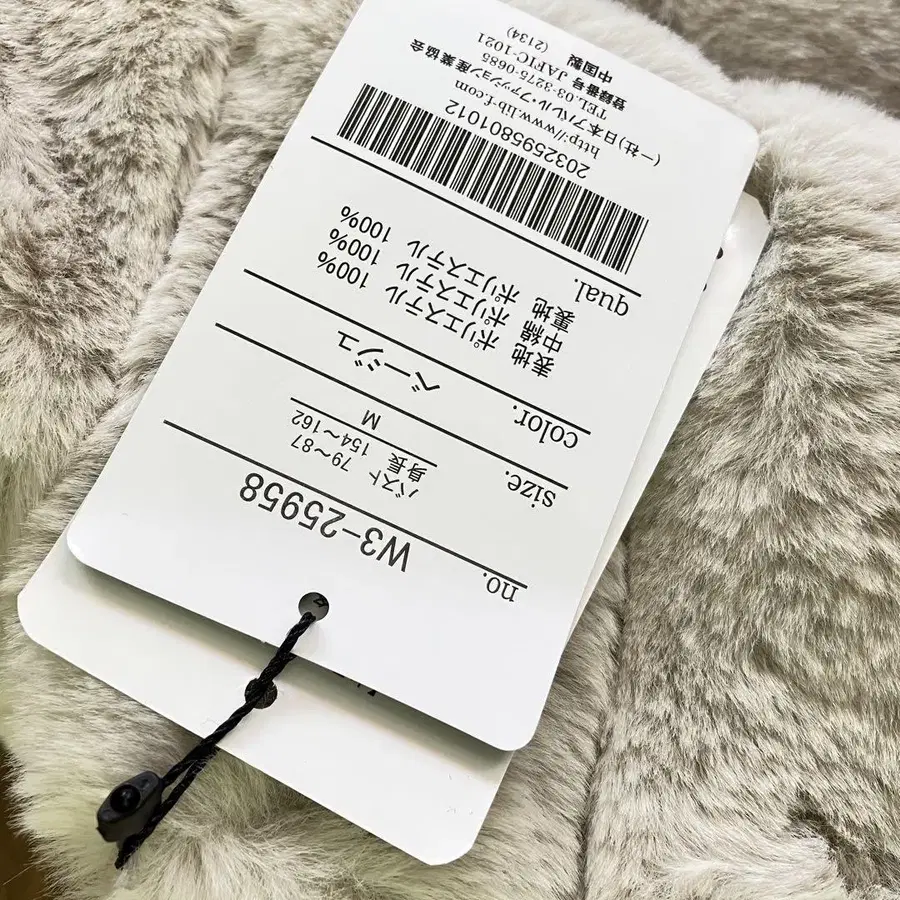 no.
W3-25958
size.
バスト 79～87
身長 154～162
M
color.
ベージュ
qual.
表地 ポリエステル 100%
中綿 ポリエステル 100%
裏地 ポリエステル 100%
2032595801012
http://www.lib-f.com
(一社)日本アパレル・ファッション産業協会
TEL.03-3275-0685
登録番号 JAFIC-1021
中国製 (2134)